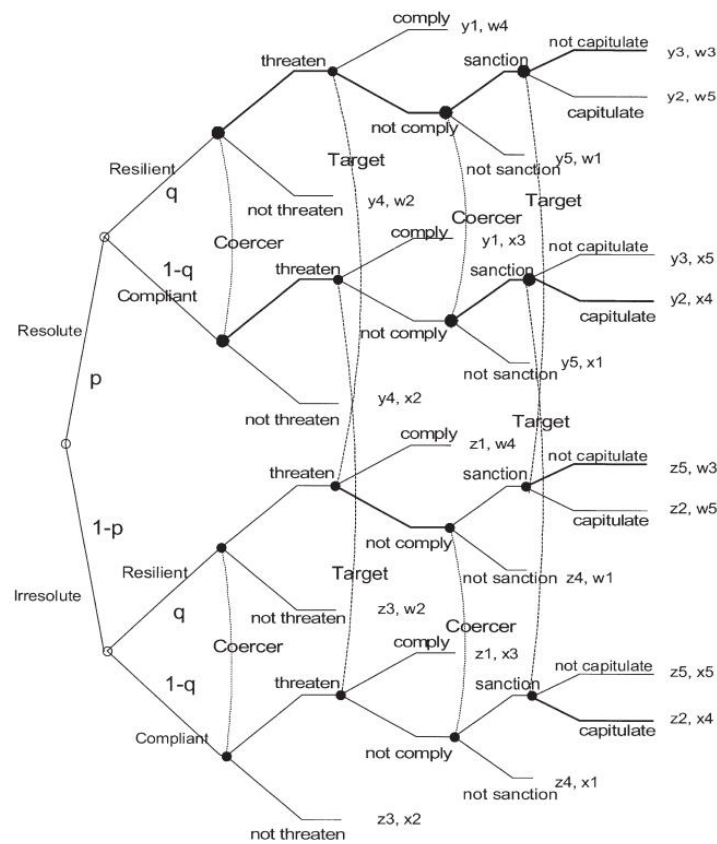 comply
y1, w4
not capitulate
threaten
sanction
y3, w3
y2, w5
capitulate
not comply
Resilient
Target
not sanction
y5, w1
q
Target
not threaten
y4, w2
Coercer
Coercer
comply
y1, x3
not capitulate
1-q
threaten
sanction
y3, x5
Compliant
y2, x4
not comply
capitulate
Resolute
not sanction
y5, x1
p
not threaten
y4, x2
Target
comply
z1, w4
not capitulate
threaten
sanction
z5, w3
z2, w5
capitulate
1-p
not comply
Resilient
Target
not sanction
z4, w1
Irresolute
q
not threaten
z3, w2
Coercer
Coercer
comply
z1, x3
not capitulate
1-q
threaten
sanction
z5, x5
z2, x4
Compliant
not comply
capitulate
not sanction
z4, x1
not threaten
z3, x2